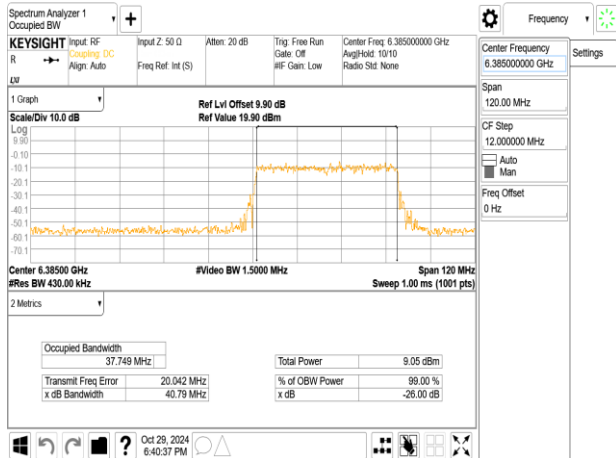 Spectrum Analyzer 1
Occupied BW
KEYSIGHT
R
LXI
Input: RF
Coupling: DC
Align: Auto
Input Z: 50 Ω
Freq Ref: Int (S)
Atten: 20 dB
Trig: Free Run
Gate: Off
#IF Gain: Low
Center Freq: 6.385000000 GHz
Avg|Hold: 10/10
Radio Std: None
1 Graph
Scale/Div 10.0 dB
Ref Lvl Offset 9.90 dB
Ref Value 19.90 dBm
Log
9.90
-0.10
-10.1
-20.1
-30.1
-40.1
-50.1
-60.1
-70.1
Center 6.38500 GHz
#Res BW 430.00 kHz
#Video BW 1.5000 MHz
Span 120 MHz
Sweep 1.00 ms (1001 pts)
2 Metrics
Occupied Bandwidth
37.749 MHz
Transmit Freq Error 20.042 MHz
x dB Bandwidth 40.79 MHz
Total Power 9.05 dBm
% of OBW Power 99.00 %
x dB -26.00 dB
?
Oct 29, 2024
6:40:37 PM
Frequency
Settings
Center Frequency
6.385000000 GHz
Span
120.00 MHz
CF Step
12.000000 MHz
Auto
Man
Freq Offset
0 Hz